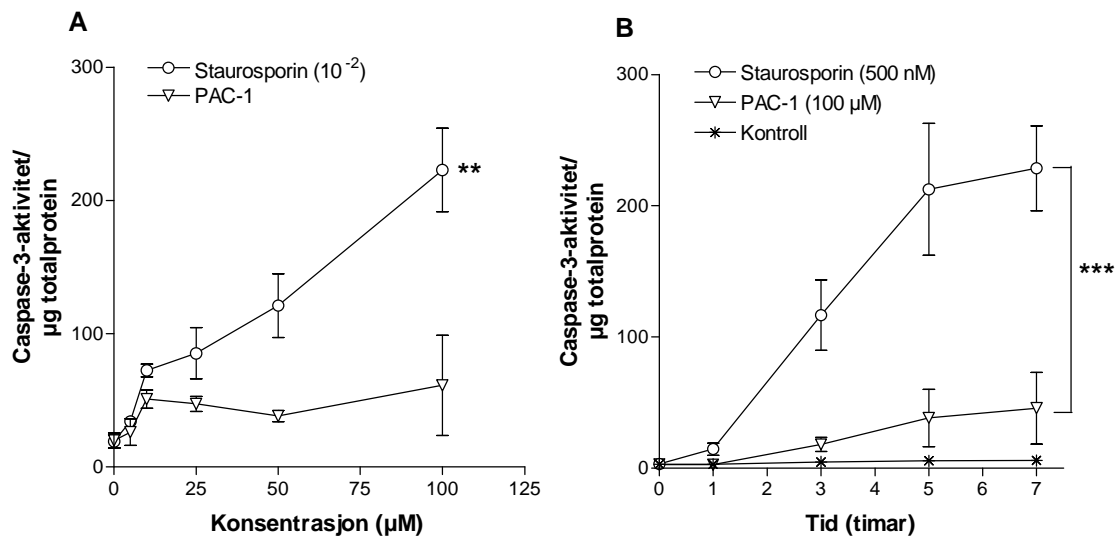 A
Staurosporin (10⁻²)
PAC-1
300
200
100
0
Caspase-3-aktivitet/
µg totalprotein
**
0 25 50 75 100 125
Konsentrasjon (µM)
B
Staurosporin (500 nM)
PAC-1 (100 µM)
Kontroll
300
200
100
0
Caspase-3-aktivitet/
µg totalprotein
***
0 1 2 3 4 5 6 7
Tid (timar)